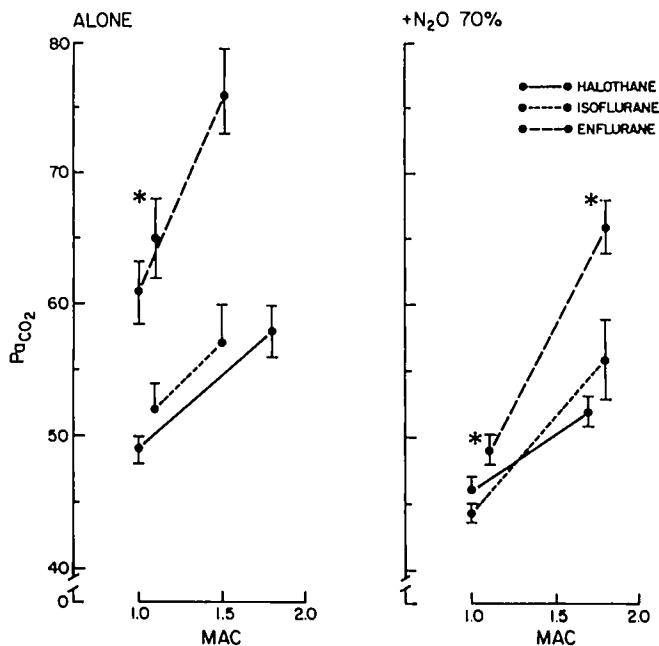 ALONE
+N₂O 70%
80
HALOTHANE
ISOFLURANE
ENFLURANE
70
*
*
60
PaCO₂
50
*
40
0
1.0 1.5 2.0
1.0 1.5 2.0
MAC
MAC